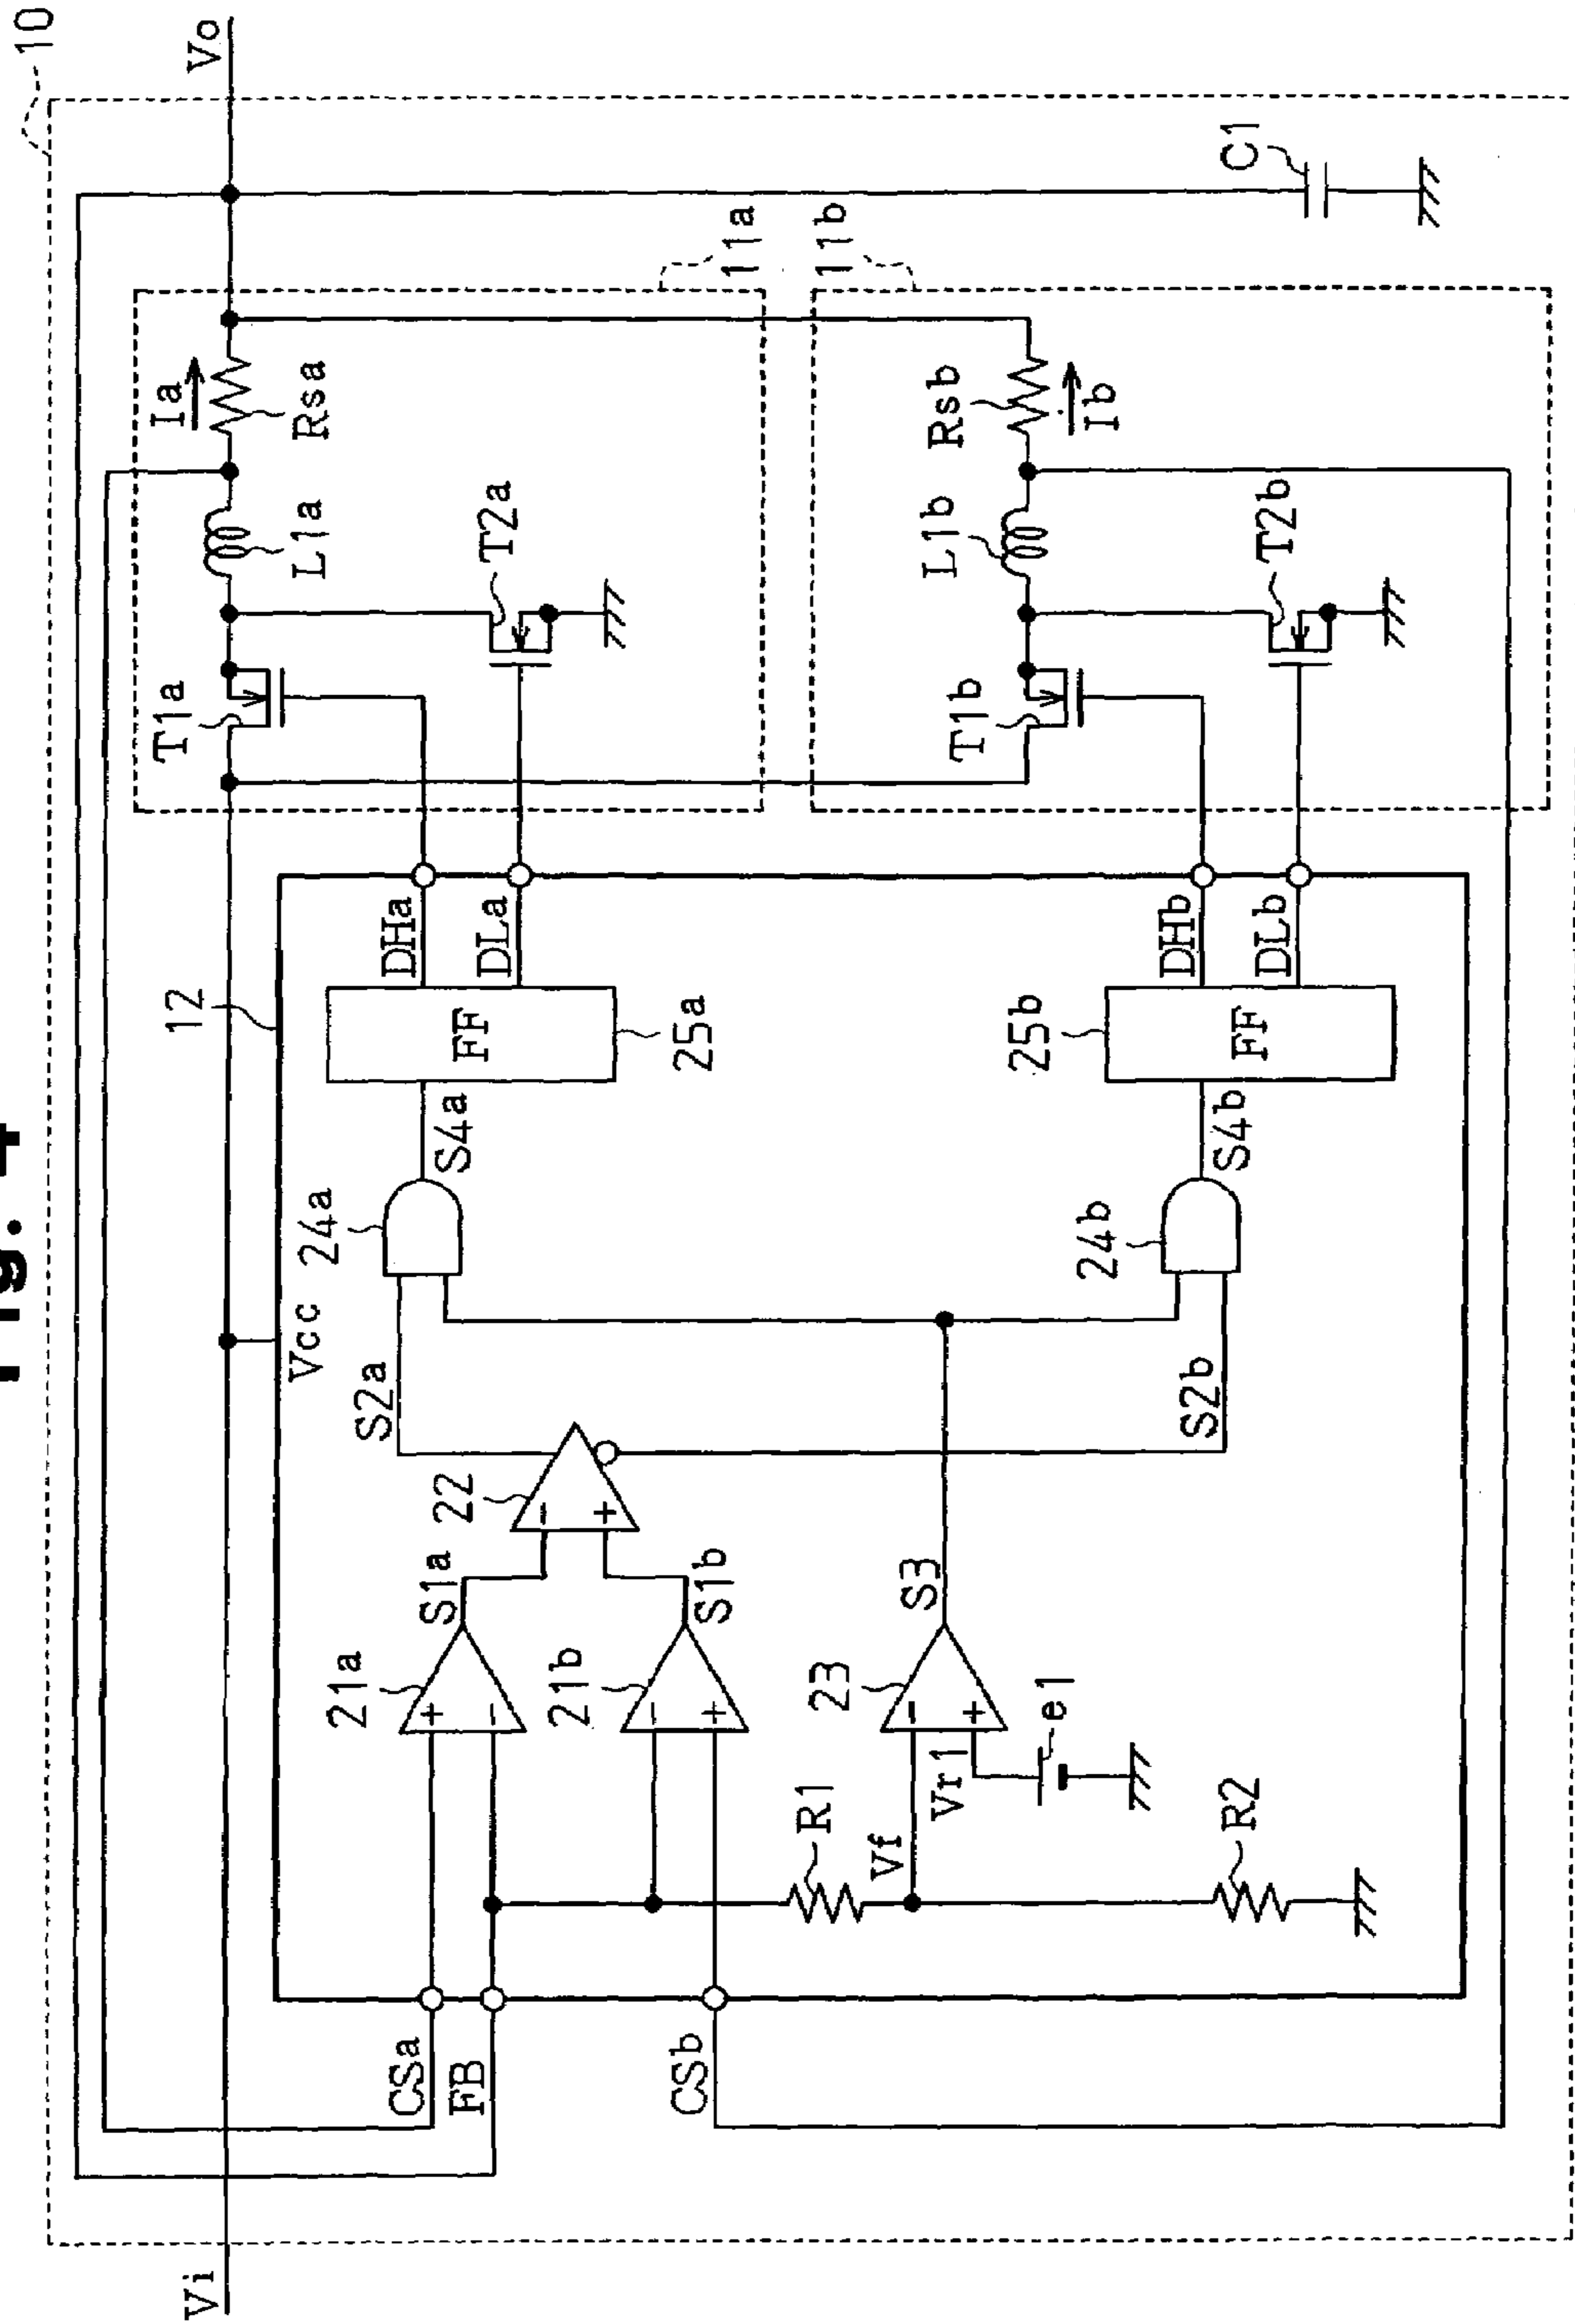 Fig. 4
10
Vi
Vo
T1a
L1a
Ia
Rsa
T2a
11a
11b
C1
12
Vcc
CSa
FB
CSb
21a
S1a
21b
S1b
22
S2a
S2b
24a
S4a
25a
FF
DHa
DLa
R1
Vf
Vr1
e1
23
S3
R2
24b
S4b
25b
FF
DHb
DLb
T1b
L1b
Rsb
Ib
T2b